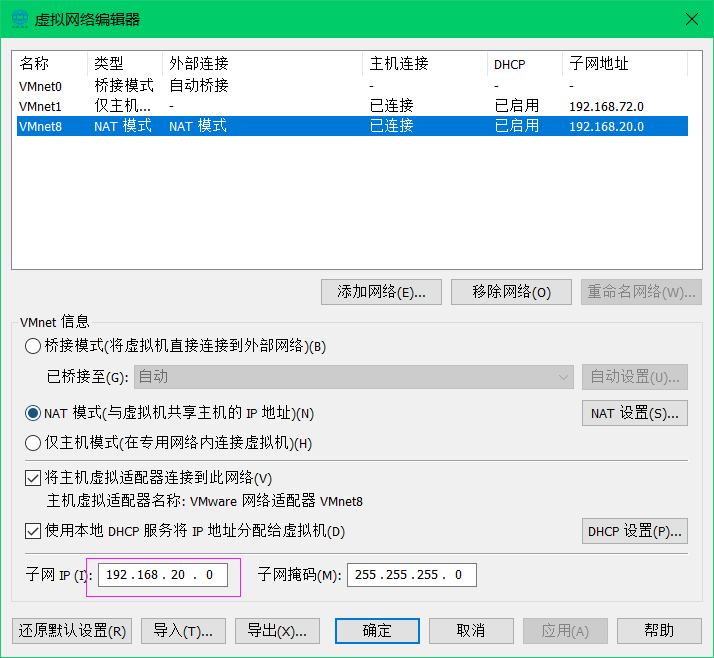 虚拟网络编辑器
名称 类型 外部连接 主机连接 DHCP 子网地址
VMnet0 桥接模式 自动桥接 - - -
VMnet1 仅主机... - 已连接 已启用 192.168.72.0
VMnet8 NAT 模式 NAT 模式 已连接 已启用 192.168.20.0
添加网络(E)... 移除网络(O) 重命名网络(W)...
VMnet 信息
桥接模式(将虚拟机直接连接到外部网络)(B)
已桥接至(G): 自动 自动设置(U)...
NAT 模式(与虚拟机共享主机的 IP 地址)(N) NAT 设置(S)...
仅主机模式(在专用网络内连接虚拟机)(H)
将主机虚拟适配器连接到此网络(V)
主机虚拟适配器名称: VMware 网络适配器 VMnet8
使用本地 DHCP 服务将 IP 地址分配给虚拟机(D) DHCP 设置(P)...
子网 IP (I): 192.168. 20 . 0 子网掩码(M): 255.255.255. 0
还原默认设置(R) 导入(T)... 导出(X)... 确定 取消 应用(A) 帮助